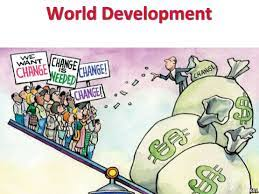 World Development
WE
WANT
CHANGE
CHANGE
IS
NEEDED
CHANGE!
CHANGE!
CHANGE
$
$
$